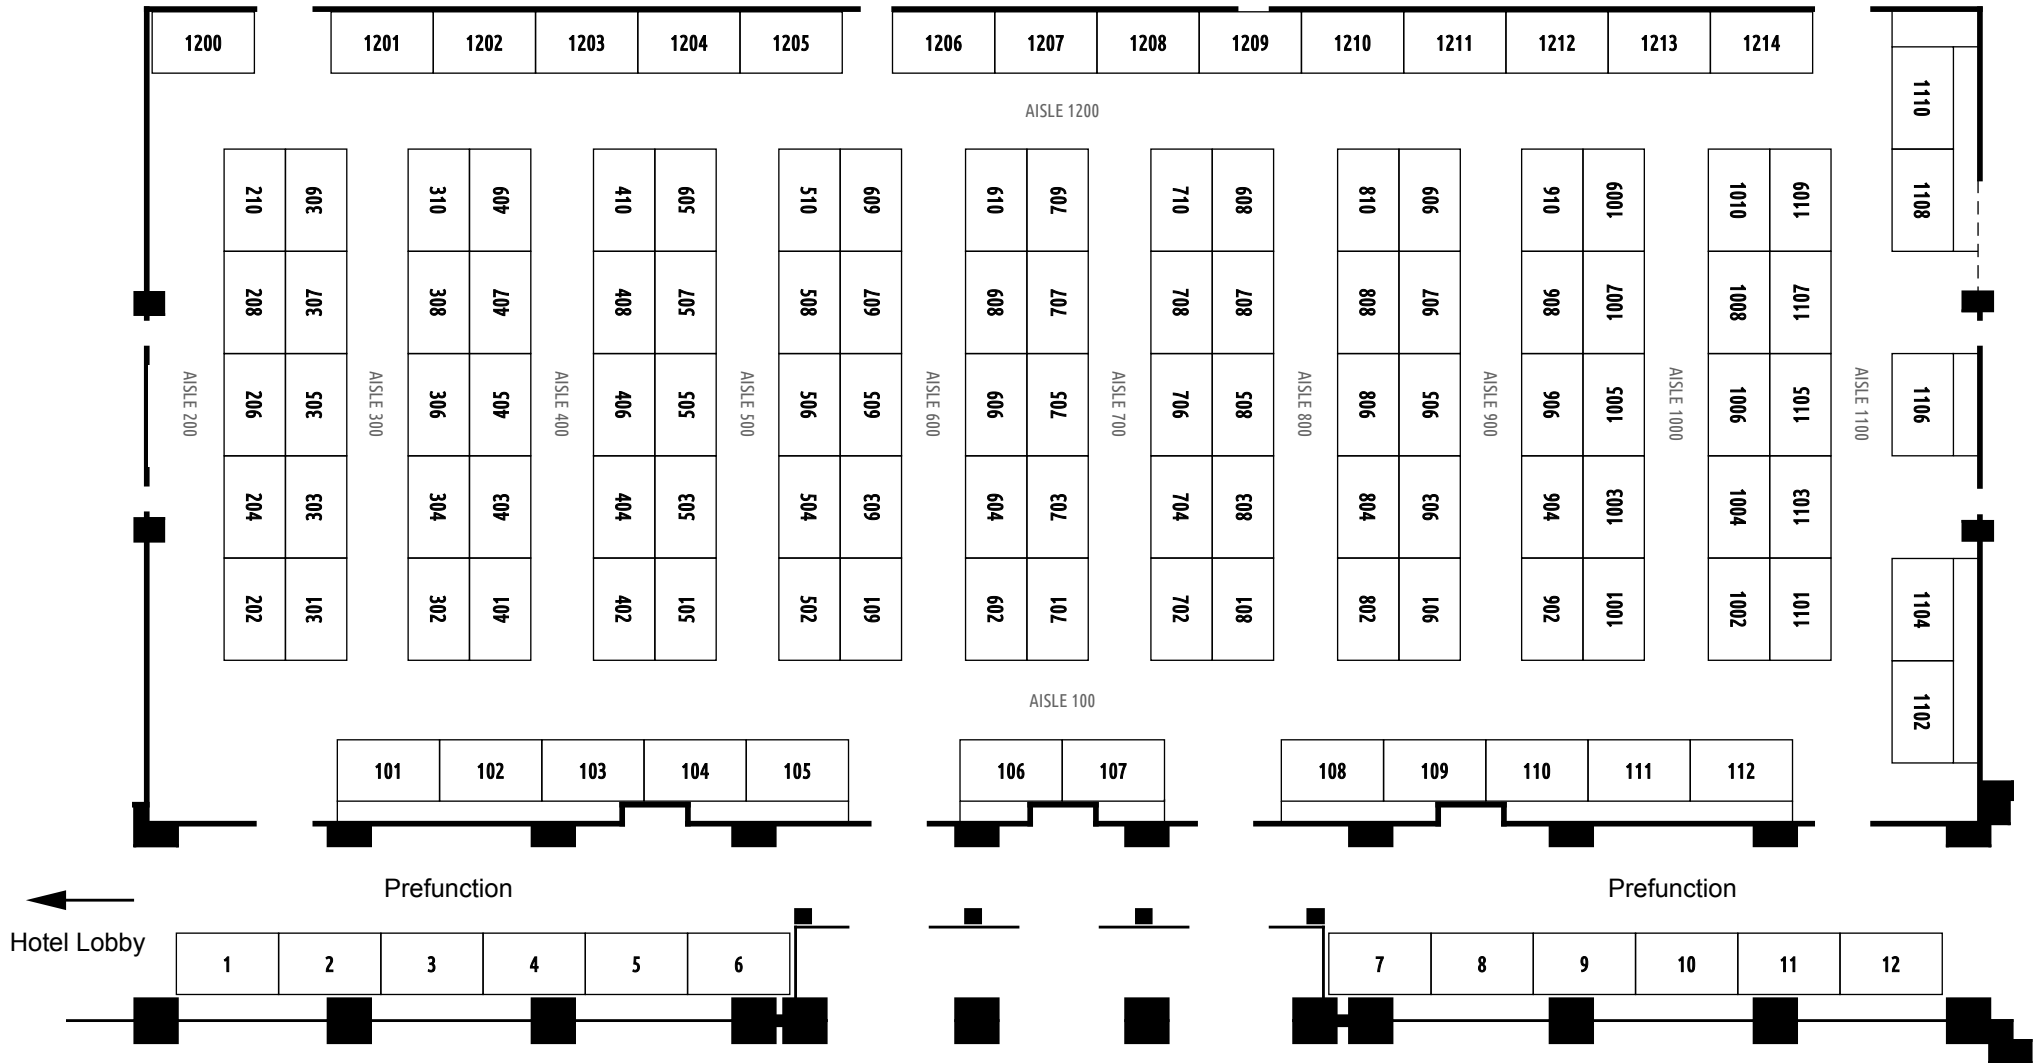 1200 1201 1202 1203 1204 1205 1206 1207 1208 1209 1210 1211 1212 1213 1214
1110
AISLE 1200
210 309 310 409 410 509 510 609 610 709 710 809 810 909 910 1009 1010 1109 1108
208 307 308 407 408 507 508 607 608 707 708 807 808 907 908 1007 1008 1107
206 305 306 405 406 505 506 605 606 705 706 805 806 905 906 1005 1006 1105 1106
AISLE 200 AISLE 300 AISLE 400 AISLE 500 AISLE 600 AISLE 700 AISLE 800 AISLE 900 AISLE 1000 AISLE 1100
204 303 304 403 404 503 504 603 604 703 704 803 804 903 904 1003 1004 1103
202 301 302 401 402 501 502 601 602 701 702 801 802 901 902 1001 1002 1101 1104
AISLE 100
1102
101 102 103 104 105 106 107 108 109 110 111 112
Prefunction Prefunction
Hotel Lobby
1 2 3 4 5 6 7 8 9 10 11 12